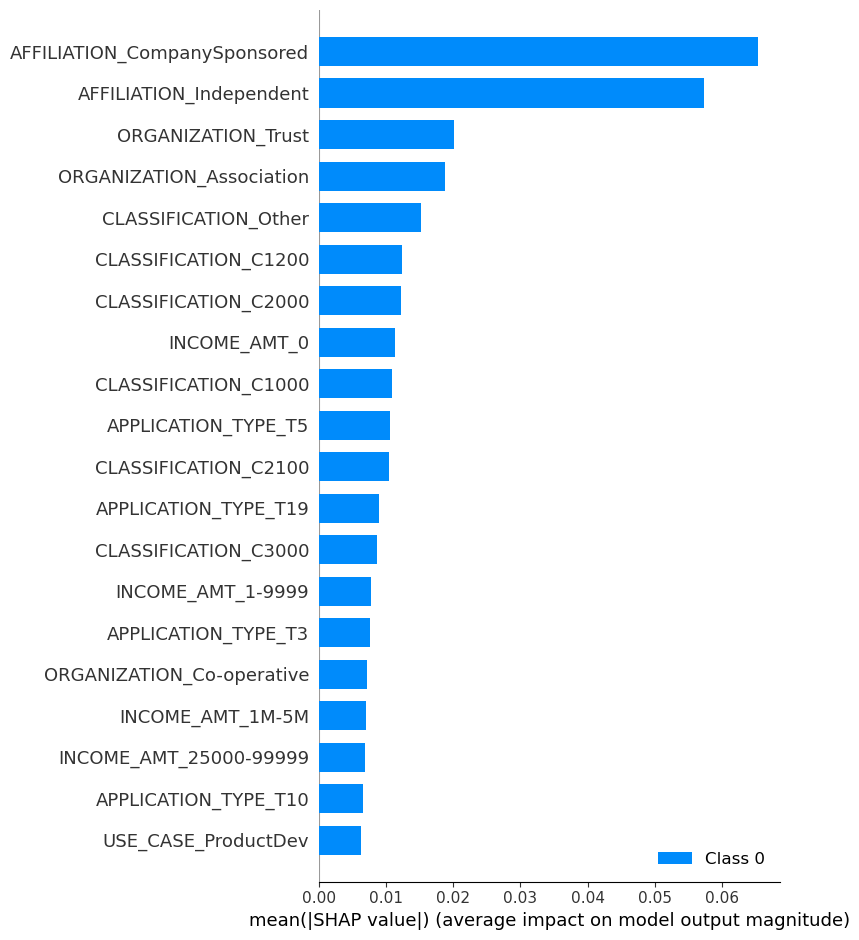 AFFILIATION_CompanySponsored
AFFILIATION_Independent
ORGANIZATION_Trust
ORGANIZATION_Association
CLASSIFICATION_Other
CLASSIFICATION_C1200
CLASSIFICATION_C2000
INCOME_AMT_0
CLASSIFICATION_C1000
APPLICATION_TYPE_T5
CLASSIFICATION_C2100
APPLICATION_TYPE_T19
CLASSIFICATION_C3000
INCOME_AMT_1-9999
APPLICATION_TYPE_T3
ORGANIZATION_Co-operative
INCOME_AMT_1M-5M
INCOME_AMT_25000-99999
APPLICATION_TYPE_T10
USE_CASE_ProductDev
Class 0
0.00 0.01 0.02 0.03 0.04 0.05 0.06
mean(|SHAP value|) (average impact on model output magnitude)